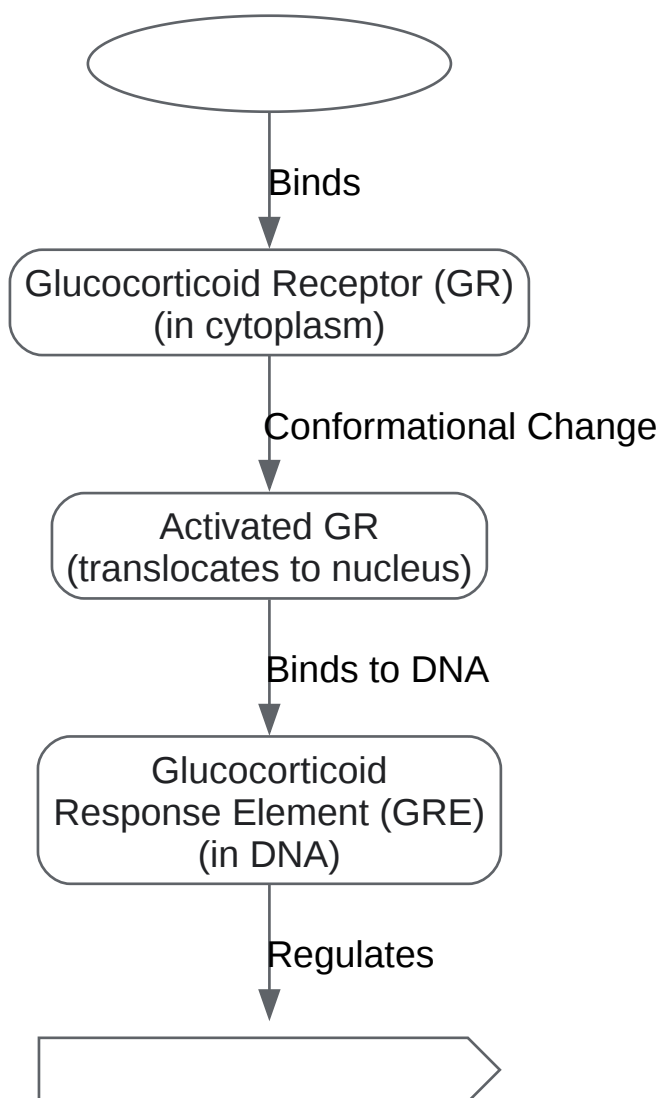 Binds
Glucocorticoid Receptor (GR)
(in cytoplasm)
Conformational Change
Activated GR
(translocates to nucleus)
Binds to DNA
Glucocorticoid
Response Element (GRE)
(in DNA)
Regulates